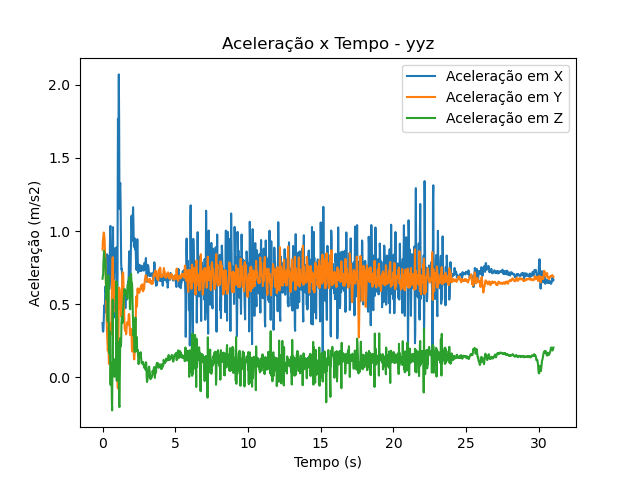 Aceleração x Tempo - yyz
Aceleração em X
Aceleração em Y
Aceleração em Z
Aceleração (m/s2)
2.0
1.5
1.0
0.5
0.0
0 5 10 15 20 25 30
Tempo (s)